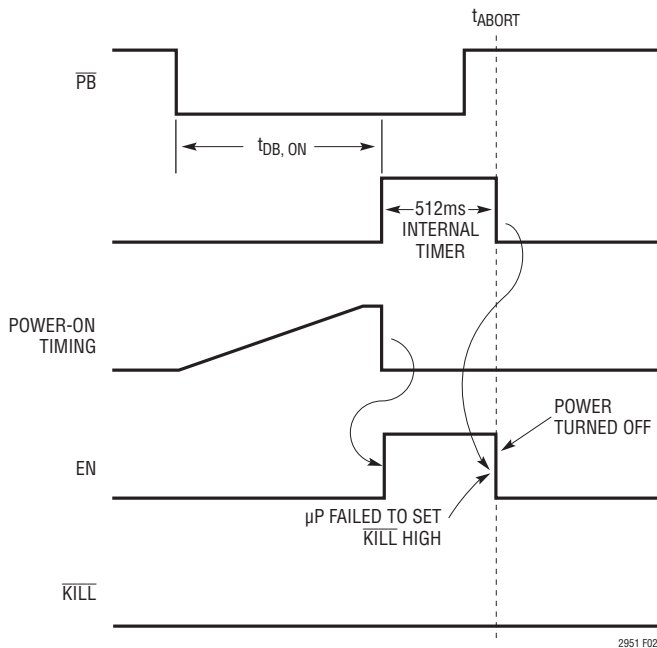 tABORT
PB
tDB, ON
512ms
INTERNAL
TIMER
POWER-ON
TIMING
POWER
TURNED OFF
EN
µP FAILED TO SET
KILL HIGH
KILL
2951 F02